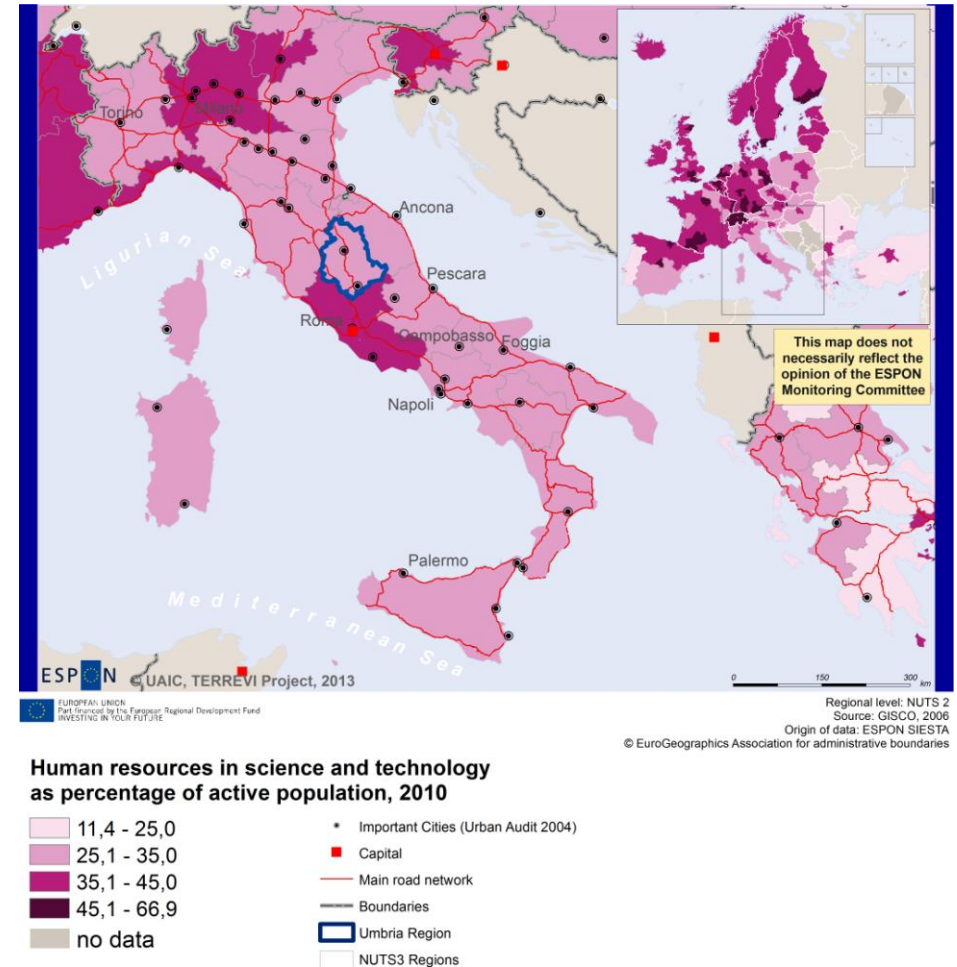 Torino
Milano
Ancona
Ligurian Sea
Pescara
Roma
Campobasso
Foggia
This map does not
necessarily reflect the
opinion of the ESPON
Monitoring Committee
Napoli
Palermo
Mediterranean Sea
ESPON © UAIC, TERREVI Project, 2013
0 150 300
km
EUROPEAN UNION
Part-financed by the European Regional Development Fund
INVESTING IN YOUR FUTURE
Regional level: NUTS 2
Source: GISCO, 2006
Origin of data: ESPON SIESTA
© EuroGeographics Association for administrative boundaries
Human resources in science and technology
as percentage of active population, 2010
11,4 - 25,0
25,1 - 35,0
35,1 - 45,0
45,1 - 66,9
no data
Important Cities (Urban Audit 2004)
Capital
Main road network
Boundaries
Umbria Region
NUTS3 Regions